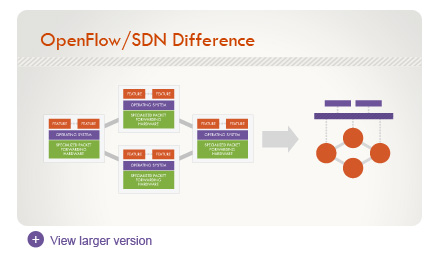 OpenFlow/SDN Difference
FEATURE FEATURE
OPERATING SYSTEM
SPECIALIZED PACKET
FORWARDING
HARDWARE
FEATURE FEATURE
OPERATING SYSTEM
SPECIALIZED PACKET
FORWARDING
HARDWARE
FEATURE FEATURE
OPERATING SYSTEM
SPECIALIZED PACKET
FORWARDING
HARDWARE
FEATURE FEATURE
OPERATING SYSTEM
SPECIALIZED PACKET
FORWARDING
HARDWARE
+ View larger version